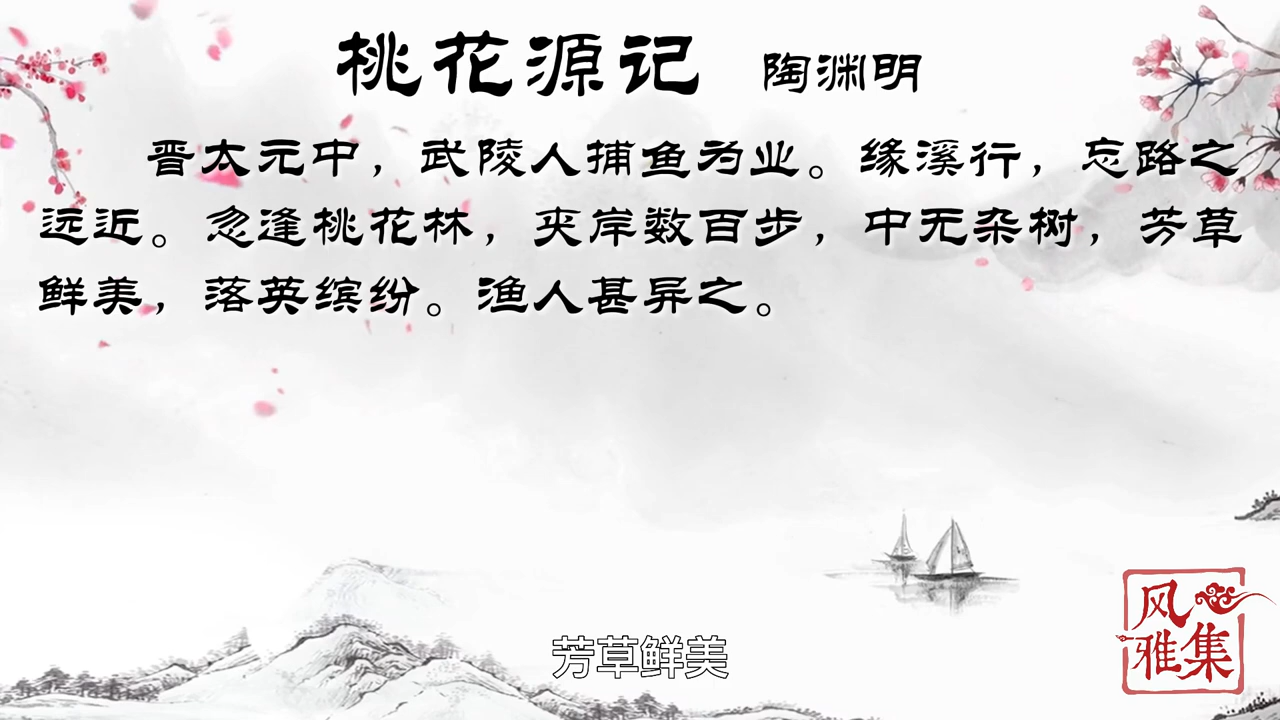 桃花源记 陶渊明
晋太元中，武陵人捕鱼为业。缘溪行，忘路之
远近。忽逢桃花林，夹岸数百步，中无杂树，芳草
鲜美，落英缤纷。渔人甚异之。
芳草鲜美
风
雅集